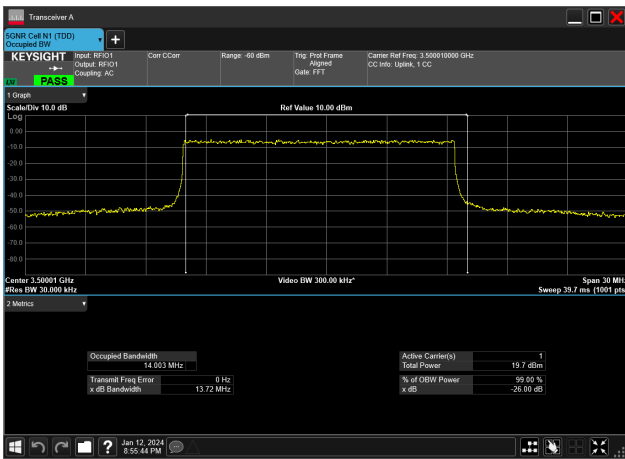 Transceiver A
5GNR Cell N1 (TDD)
Occupied BW
KEYSIGHT
LXI
PASS
Input: RFIO1
Output: RFIO1
Coupling: AC
Corr CCorr
Range: -60 dBm
Trig: Prot Frame
Aligned
Gate: FFT
Carrier Ref Freq: 3.500010000 GHz
CC Info: Uplink, 1 CC
1 Graph
Scale/Div 10.0 dB
Ref Value 10.00 dBm
Log
0.00
-10.0
-20.0
-30.0
-40.0
-50.0
-60.0
-70.0
-80.0
Center 3.50001 GHz
Video BW 300.00 kHz*
Span 30 MHz
#Res BW 30.000 kHz
Sweep 39.7 ms (1001 pts
2 Metrics
Occupied Bandwidth
14.003 MHz
Transmit Freq Error 0 Hz
x dB Bandwidth 13.72 MHz
Active Carrier(s) 1
Total Power 19.7 dBm
% of OBW Power 99.00 %
x dB -26.00 dB
Jan 12, 2024
8:55:44 PM